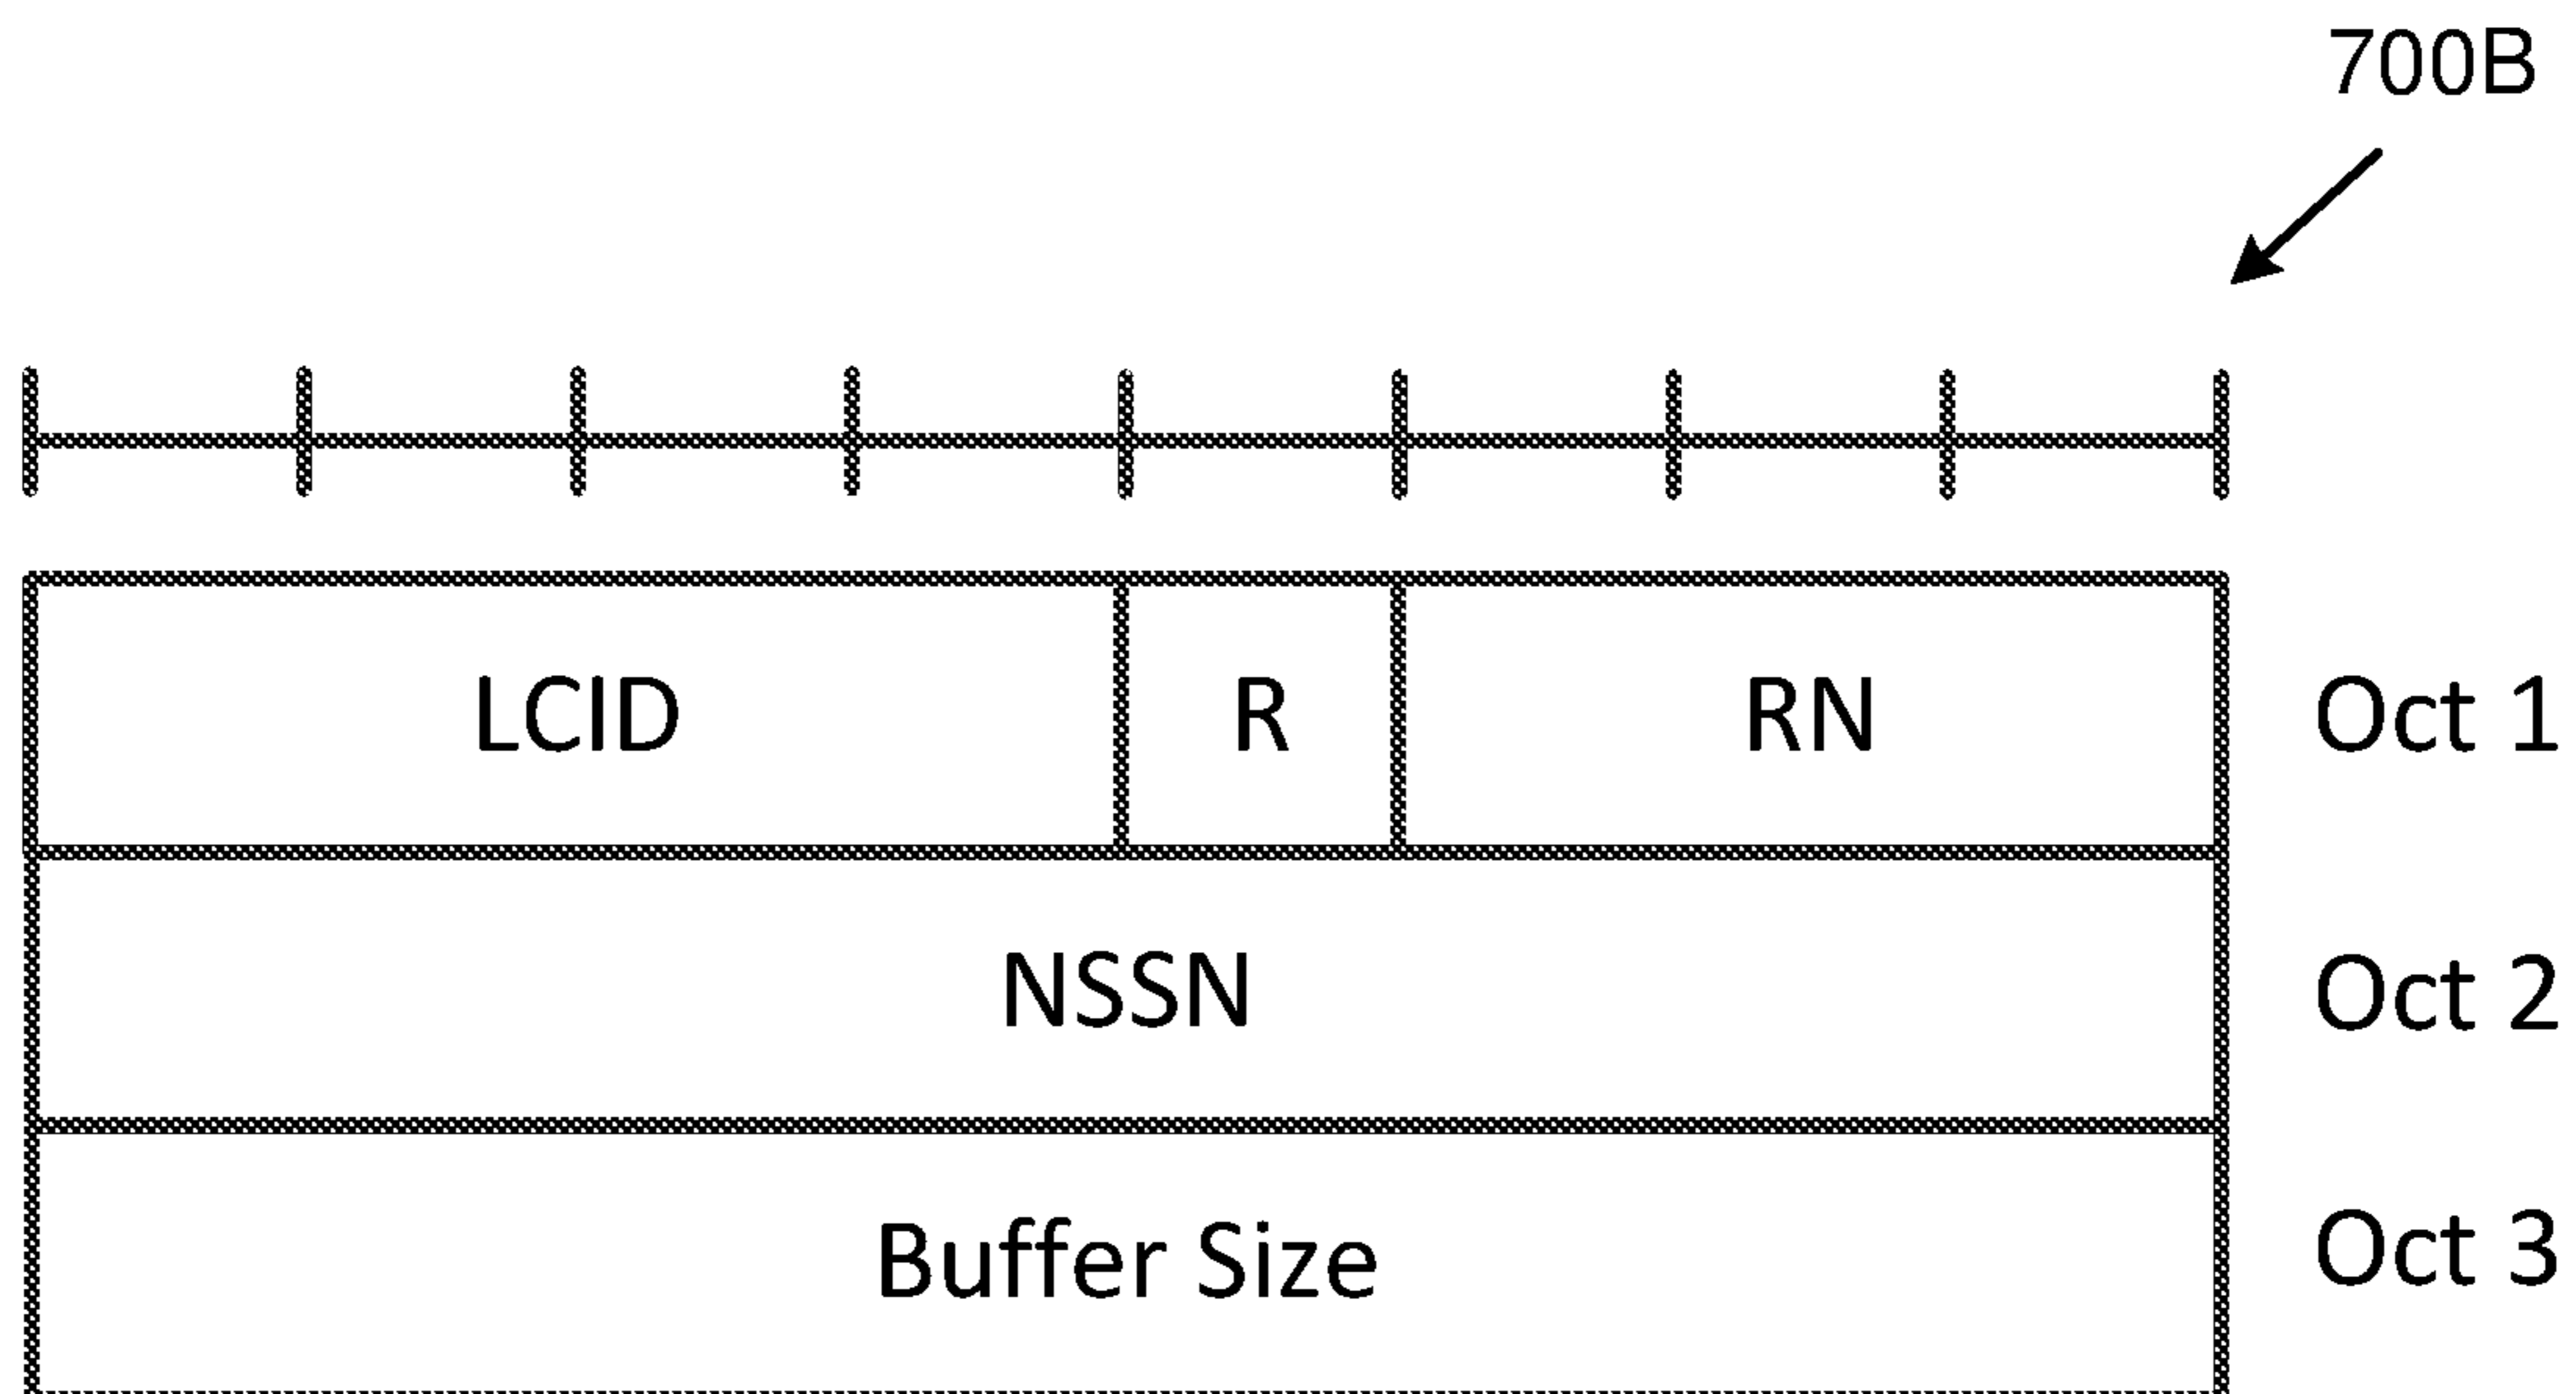 700B
LCID R RN Oct 1
NSSN Oct 2
Buffer Size Oct 3